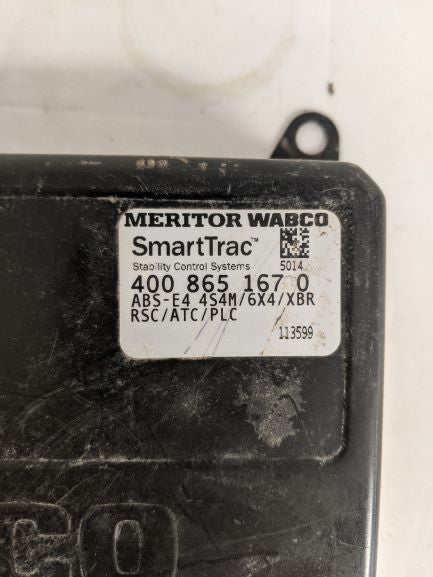 MERITOR WABCO
SmartTrac™
Stability Control Systems 5014
400 865 167 0
ABS-E4 4S4M/6X4/XBR
RSC/ATC/PLC
113599
CO